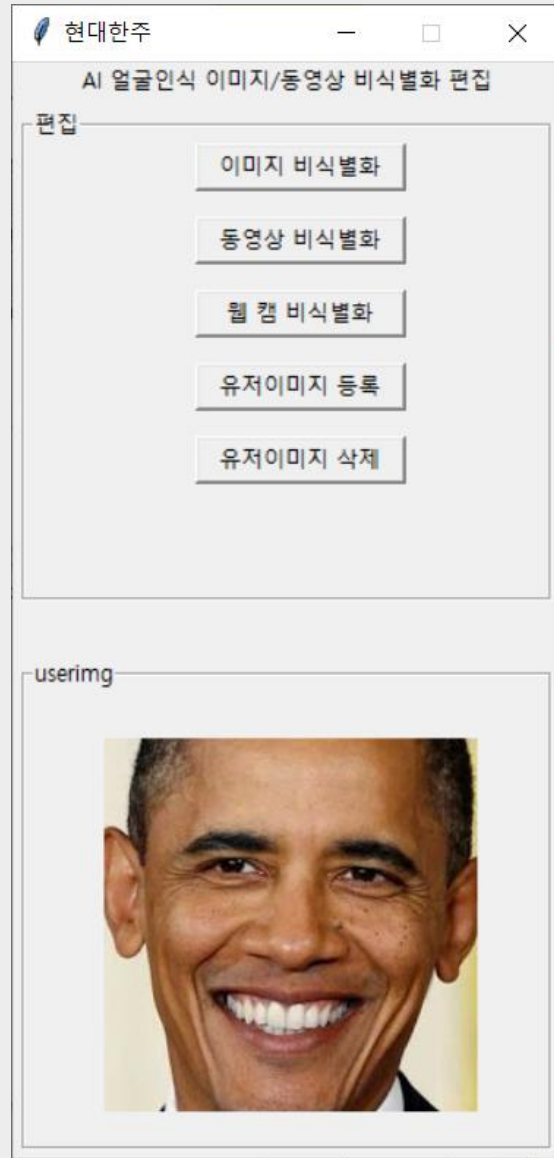 현대한주
AI 얼굴인식 이미지/동영상 비식별화 편집
편집
이미지 비식별화
동영상 비식별화
웹 캠 비식별화
유저이미지 등록
유저이미지 삭제
userimg